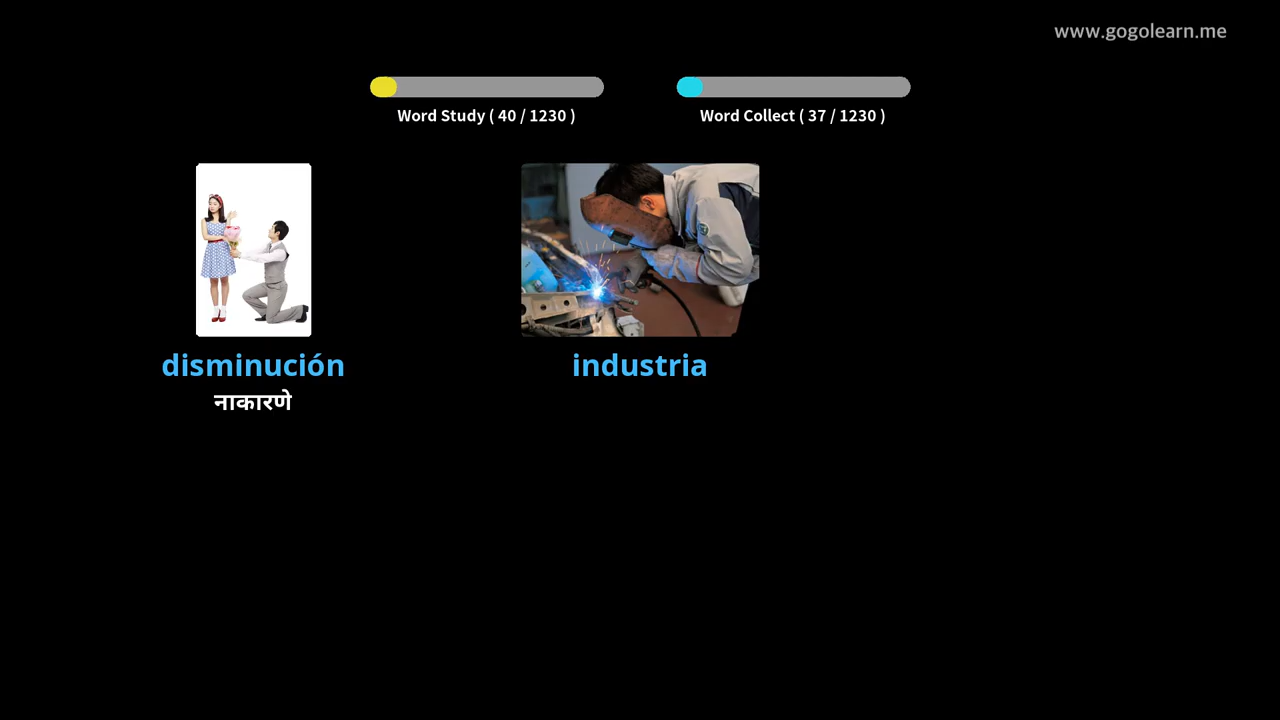 www.gogolearn.me
Word Study ( 40 / 1230 )
Word Collect ( 37 / 1230 )
disminución
नाकारणे
industria